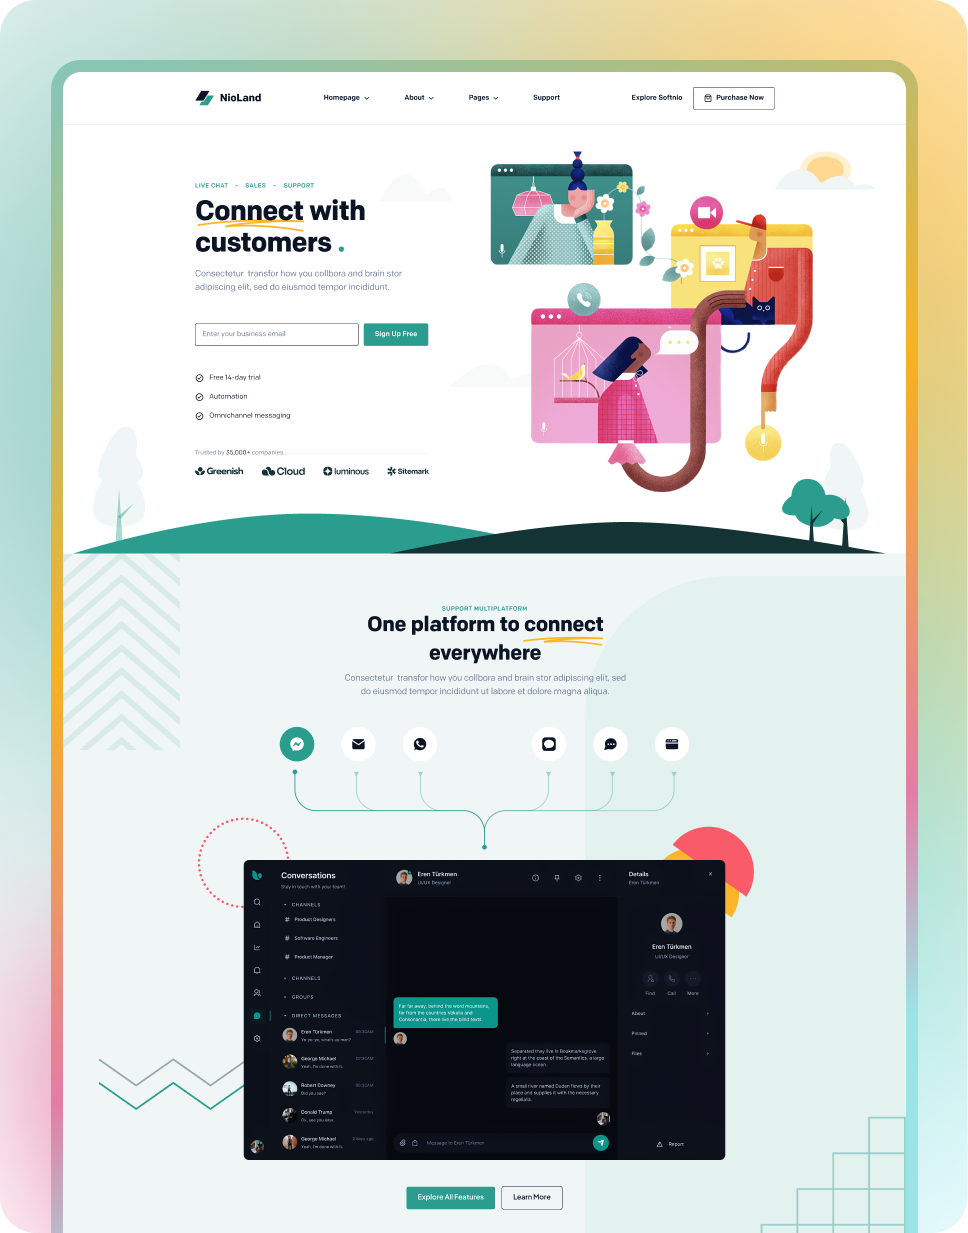 NioLand
Homepage
About
Pages
Support
Explore Softnio
Purchase Now
LIVE CHAT - SALES - SUPPORT
Connect with
customers .
Consectetur transfor how you collbora and brain stor
adipiscing elit, sed do eiusmod tempor incididunt.
Enter your business email
Sign Up Free
Free 14-day trial
Automation
Omnichannel messaging
Trusted by 35,000+ companies
Greenish
Cloud
luminous
Sitemark
SUPPORT MULTIPLATFORM
One platform to connect
everywhere
Consectetur transfor how you collbora and brain stor adipiscing elit, sed
do eiusmod tempor incididunt ut labore et dolore magna aliqua.
Conversations
Stay in touch with your team!
CHANNELS
# Product Designers
# Software Engineers
# Product Manager
CHANNELS
GROUPS
DIRECT MESSAGES
Eren Türkmen
Yo yo yo, what's up man?
George Michael
Yeah, I'm done with it.
Robert Downey
Did you see?
Donald Trump
Yesterday
Ok, see you later.
George Michael
2 days ago
Yeah, I'm done with it.
Eren Türkmen
UI/UX Designer
Far far away, behind the word mountains,
far from the countries Vokalia and
Consonantia, there live the blind texts.
Separated they live in Bookmarksgrove
right at the coast of the Semantics, a large
language ocean.
A small river named Duden flows by their
place and supplies it with the necessary
regelialia.
Message to Eren Türkmen
Details
Eren Türkmen
Eren Türkmen
UI/UX Designer
Find
Call
More
About
Pinned
Files
Report
Explore All Features
Learn More